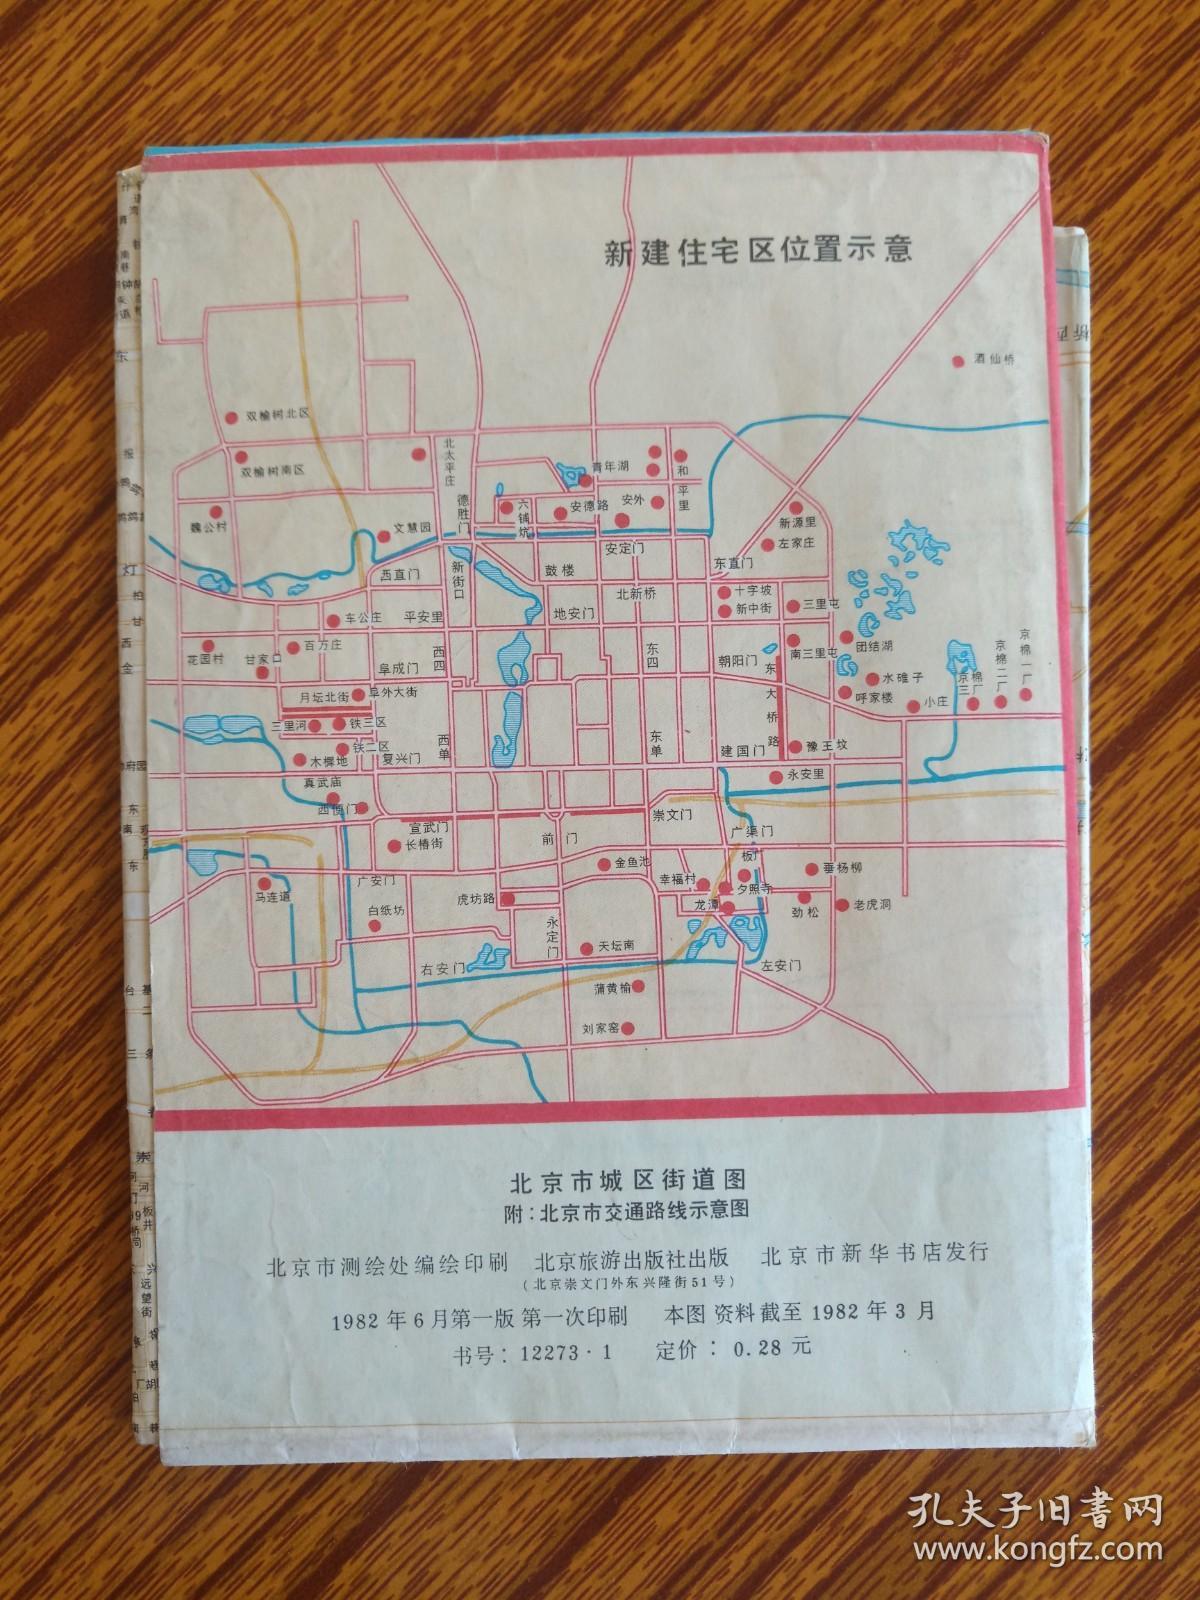 新建住宅区位置示意
酒仙桥
双榆树北区
双榆树南区
北太平庄
青年湖
和平里
魏公村
文慧园
德胜门
六铺炕
安德路
安外
新源里
左家庄
安定门
东直门
西直门
新街口
鼓楼
北新桥
十字坡
新中街
三里屯
车公庄
平安里
地安门
花园村
甘家口
百万庄
阜成门
西四
东四
朝阳门
南三里屯
团结湖
水碓子
呼家楼
小庄
京棉三厂
京棉二厂
京棉一厂
月坛北街
阜外大街
三里河
铁三区
铁二区
木樨地
复兴门
西单
东单
建国门
东大桥路
豫王坟
永安里
真武庙
西便门
宣武门
前门
崇文门
广渠门
长椿街
金鱼池
板厂
垂杨柳
幸福村
夕照寺
马连道
广安门
虎坊路
龙潭
劲松
老虎洞
白纸坊
永定门
天坛南
右安门
左安门
蒲黄榆
刘家窑
北京市城区街道图
附：北京市交通路线示意图
北京市测绘处编绘印刷 北京旅游出版社出版 北京市新华书店发行
（北京崇文门外东兴隆街51号）
1982年6月第一版 第一次印刷 本图资料截至1982年3月
书号：12273·1 定价：0.28元
孔夫子旧书网
www.kongfz.com